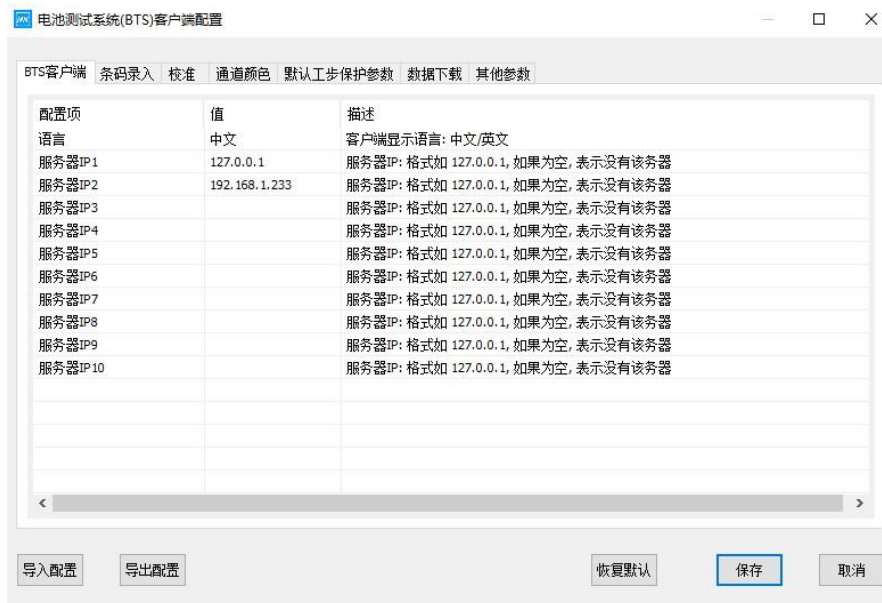 电池测试系统(BTS)客户端配置
BTS客户端 条码录入 校准 通道颜色 默认工步保护参数 数据下载 其他参数
配置项 值 描述
语言 中文 客户端显示语言: 中文/英文
服务器IP1 127.0.0.1 服务器IP: 格式如 127.0.0.1, 如果为空, 表示没有该务器
服务器IP2 192.168.1.233 服务器IP: 格式如 127.0.0.1, 如果为空, 表示没有该务器
服务器IP3 服务器IP: 格式如 127.0.0.1, 如果为空, 表示没有该务器
服务器IP4 服务器IP: 格式如 127.0.0.1, 如果为空, 表示没有该务器
服务器IP5 服务器IP: 格式如 127.0.0.1, 如果为空, 表示没有该务器
服务器IP6 服务器IP: 格式如 127.0.0.1, 如果为空, 表示没有该务器
服务器IP7 服务器IP: 格式如 127.0.0.1, 如果为空, 表示没有该务器
服务器IP8 服务器IP: 格式如 127.0.0.1, 如果为空, 表示没有该务器
服务器IP9 服务器IP: 格式如 127.0.0.1, 如果为空, 表示没有该务器
服务器IP10 服务器IP: 格式如 127.0.0.1, 如果为空, 表示没有该务器
导入配置 导出配置 恢复默认 保存 取消